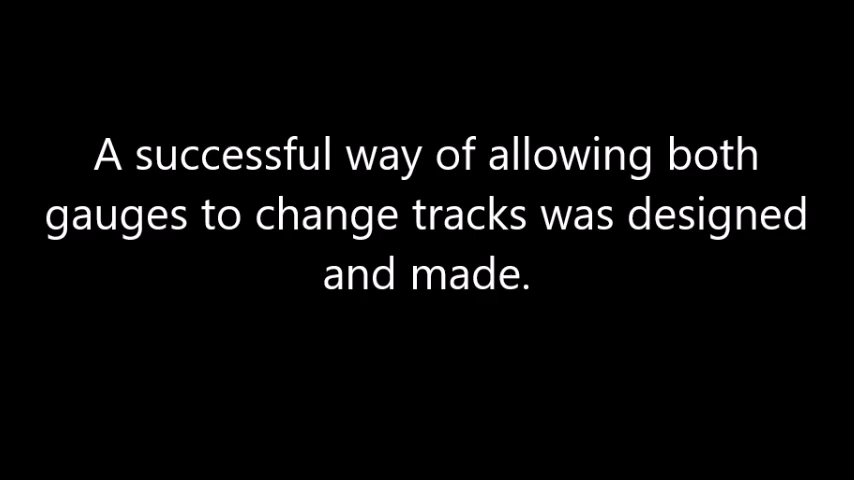 A successful way of allowing both
gauges to change tracks was designed
and made.